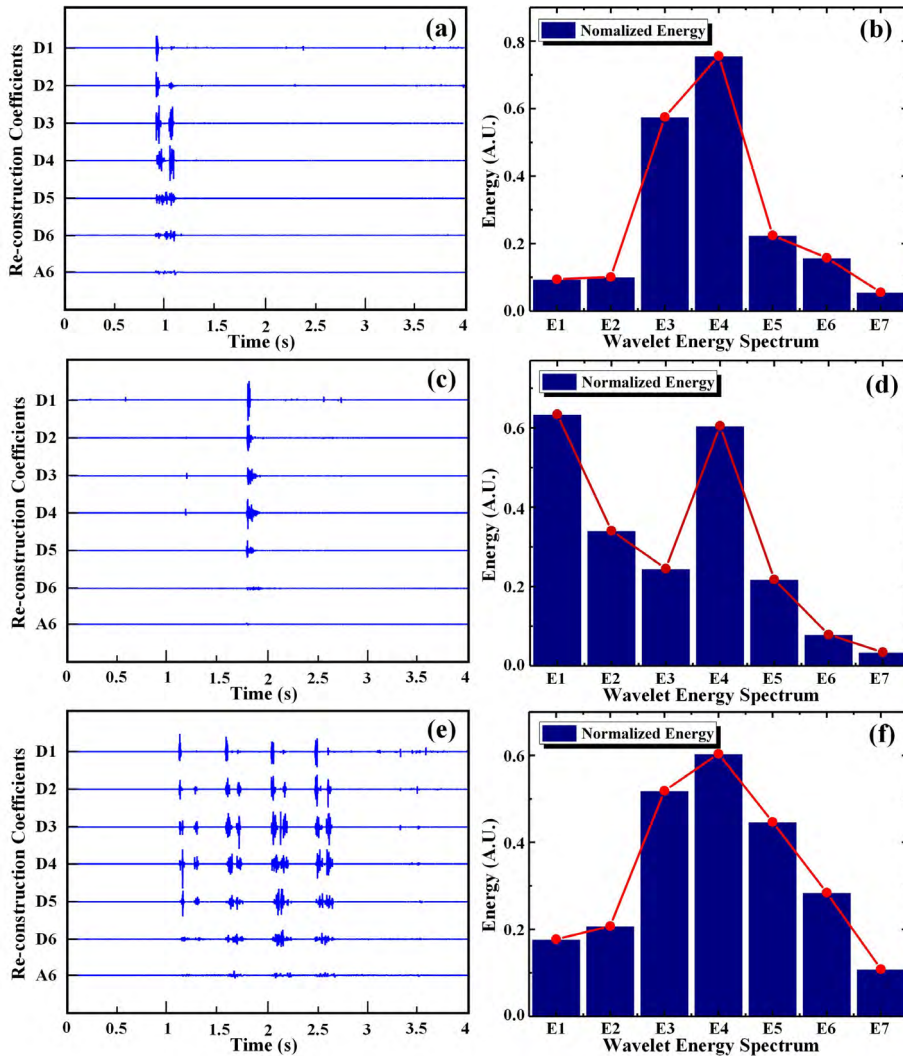 (a)
Re-construction Coefficients
D1
D2
D3
D4
D5
D6
A6
0 0.5 1 1.5 2 2.5 3 3.5 4
Time (s)
(b)
Nomalized Energy
Energy (A.U.)
0.8
0.6
0.4
0.2
0.0
E1 E2 E3 E4 E5 E6 E7
Wavelet Energy Spectrum
(c)
Re-construction Coefficients
D1
D2
D3
D4
D5
D6
A6
0 0.5 1 1.5 2 2.5 3 3.5 4
Time (s)
(d)
Normalized Energy
Energy (A.U.)
0.6
0.4
0.2
0.0
E1 E2 E3 E4 E5 E6 E7
Wavelet Energy Spectrum
(e)
Re-construction Coefficients
D1
D2
D3
D4
D5
D6
A6
0 0.5 1 1.5 2 2.5 3 3.5 4
Time (s)
(f)
Normalized Energy
Energy (A.U.)
0.6
0.4
0.2
0.0
E1 E2 E3 E4 E5 E6 E7
Wavelet Energy Spectrum